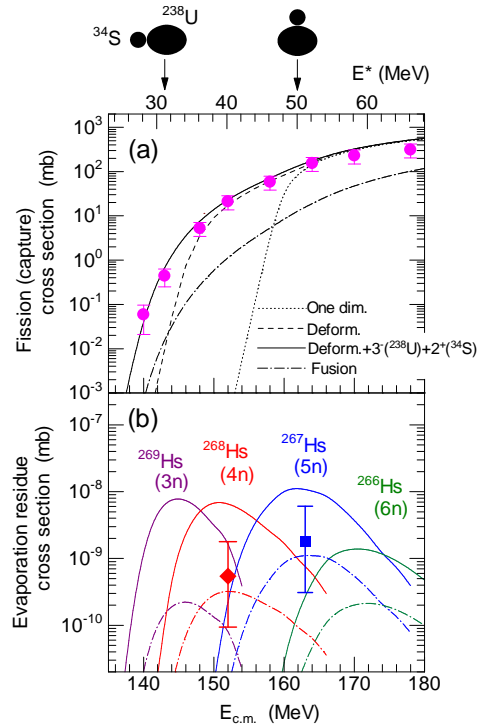 ²³⁸U
³⁴S
E* (MeV)
30 40 50 60
10³
10²
10¹
10⁰
10⁻¹
10⁻²
10⁻³
Fission (capture)
cross section (mb)
(a)
One dim.
Deform.
Deform.+3⁻(²³⁸U)+2⁺(³⁴S)
Fusion
10⁻⁷
10⁻⁸
10⁻⁹
10⁻¹⁰
Evaporation residue
cross section (mb)
(b)
²⁶⁹Hs
(3n)
²⁶⁸Hs
(4n)
²⁶⁷Hs
(5n)
²⁶⁶Hs
(6n)
140 150 160 170 180
E_c.m. (MeV)